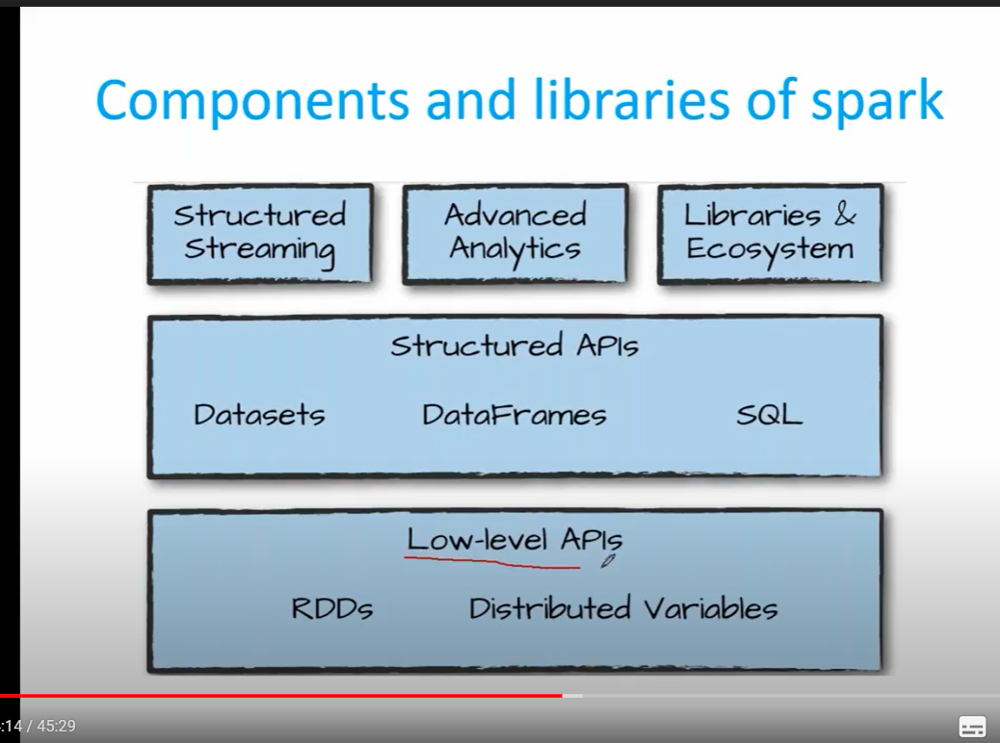 Components and libraries of spark
Structured
Streaming
Advanced
Analytics
Libraries &
Ecosystem
Structured APIs
Datasets DataFrames SQL
Low-level APIs
RDDs Distributed Variables
:14 / 45:29